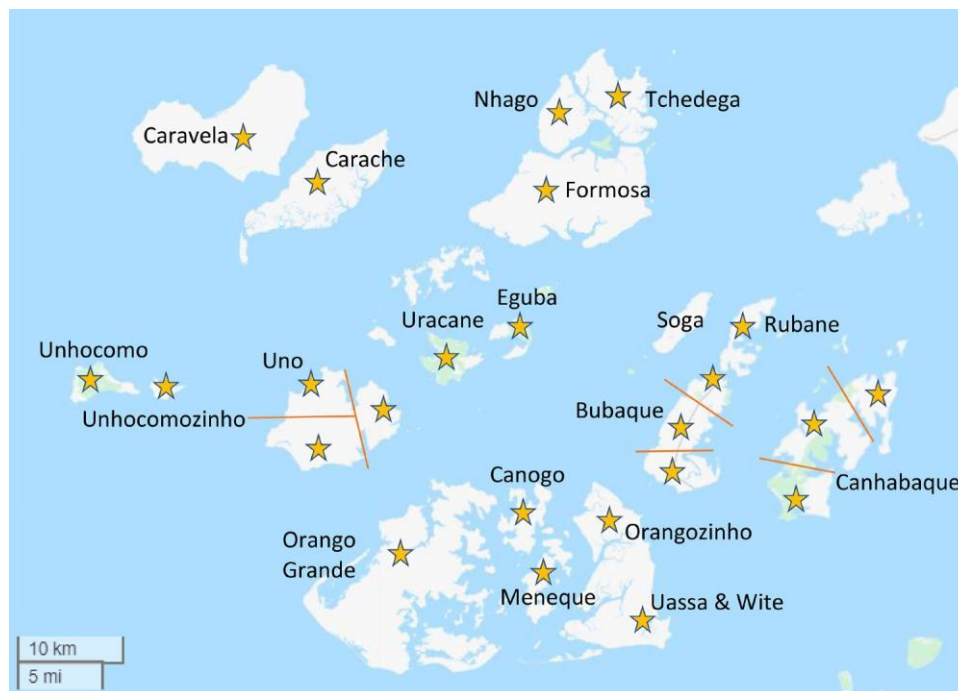 Nhago
Tchedega
Caravela
Carache
Formosa
Eguba
Uracane
Soga
Rubane
Unhocomo
Uno
Unhocomozinho
Bubaque
Canogo
Canhabaque
Orango
Grande
Orangozinho
Meneque
Uassa & Wite
10 km
5 mi